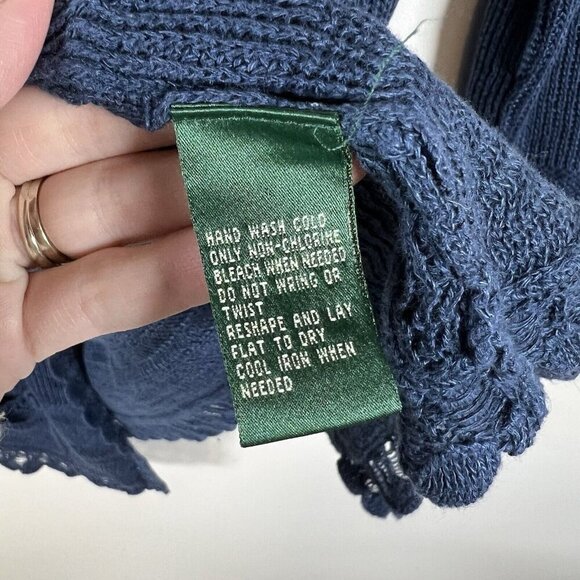 HAND WASH COLD
ONLY NON-CHLORINE
BLEACH WHEN NEEDED
DO NOT WRING OR
TWIST
RESHAPE AND LAY
FLAT TO DRY
COOL IRON WHEN
NEEDED